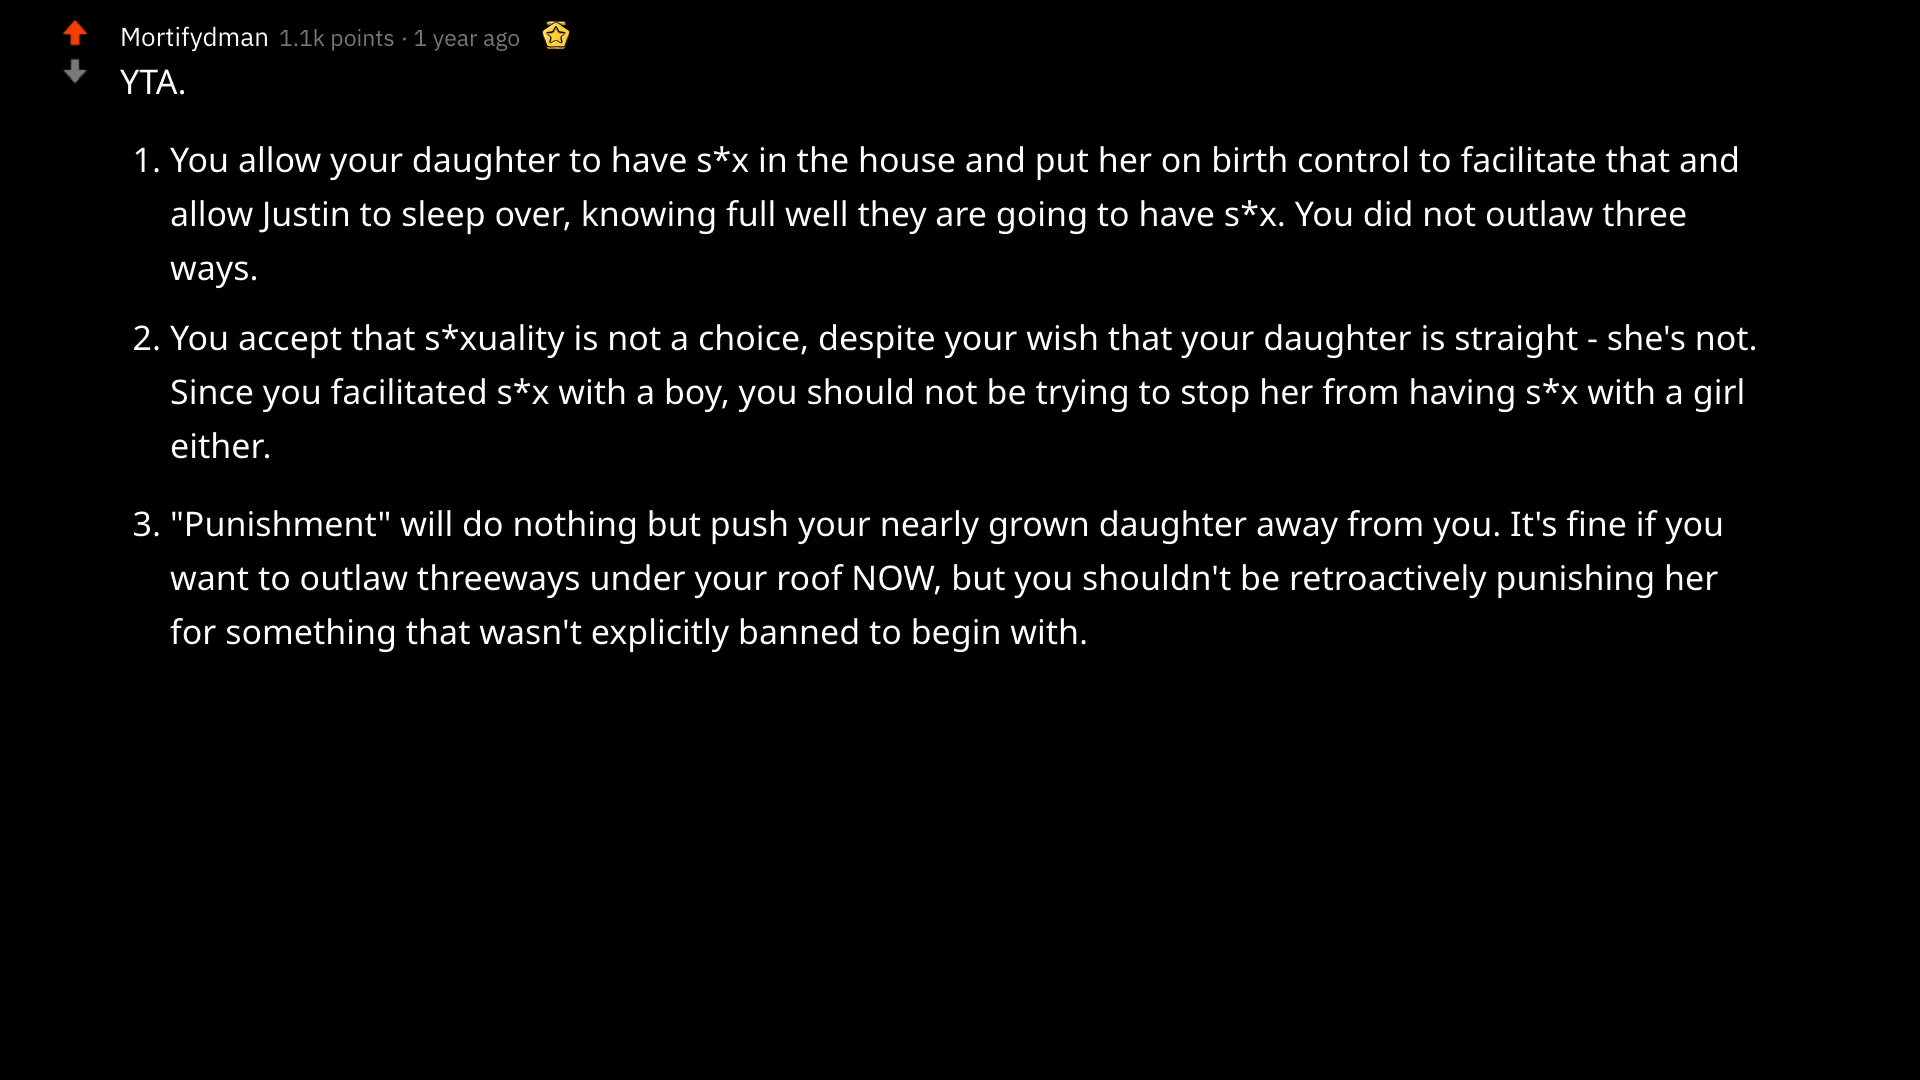 Mortifydman 1.1k points · 1 year ago
YTA.
1. You allow your daughter to have s*x in the house and put her on birth control to facilitate that and
allow Justin to sleep over, knowing full well they are going to have s*x. You did not outlaw three
ways.
2. You accept that s*xuality is not a choice, despite your wish that your daughter is straight - she's not.
Since you facilitated s*x with a boy, you should not be trying to stop her from having s*x with a girl
either.
3. "Punishment" will do nothing but push your nearly grown daughter away from you. It's fine if you
want to outlaw threeways under your roof NOW, but you shouldn't be retroactively punishing her
for something that wasn't explicitly banned to begin with.